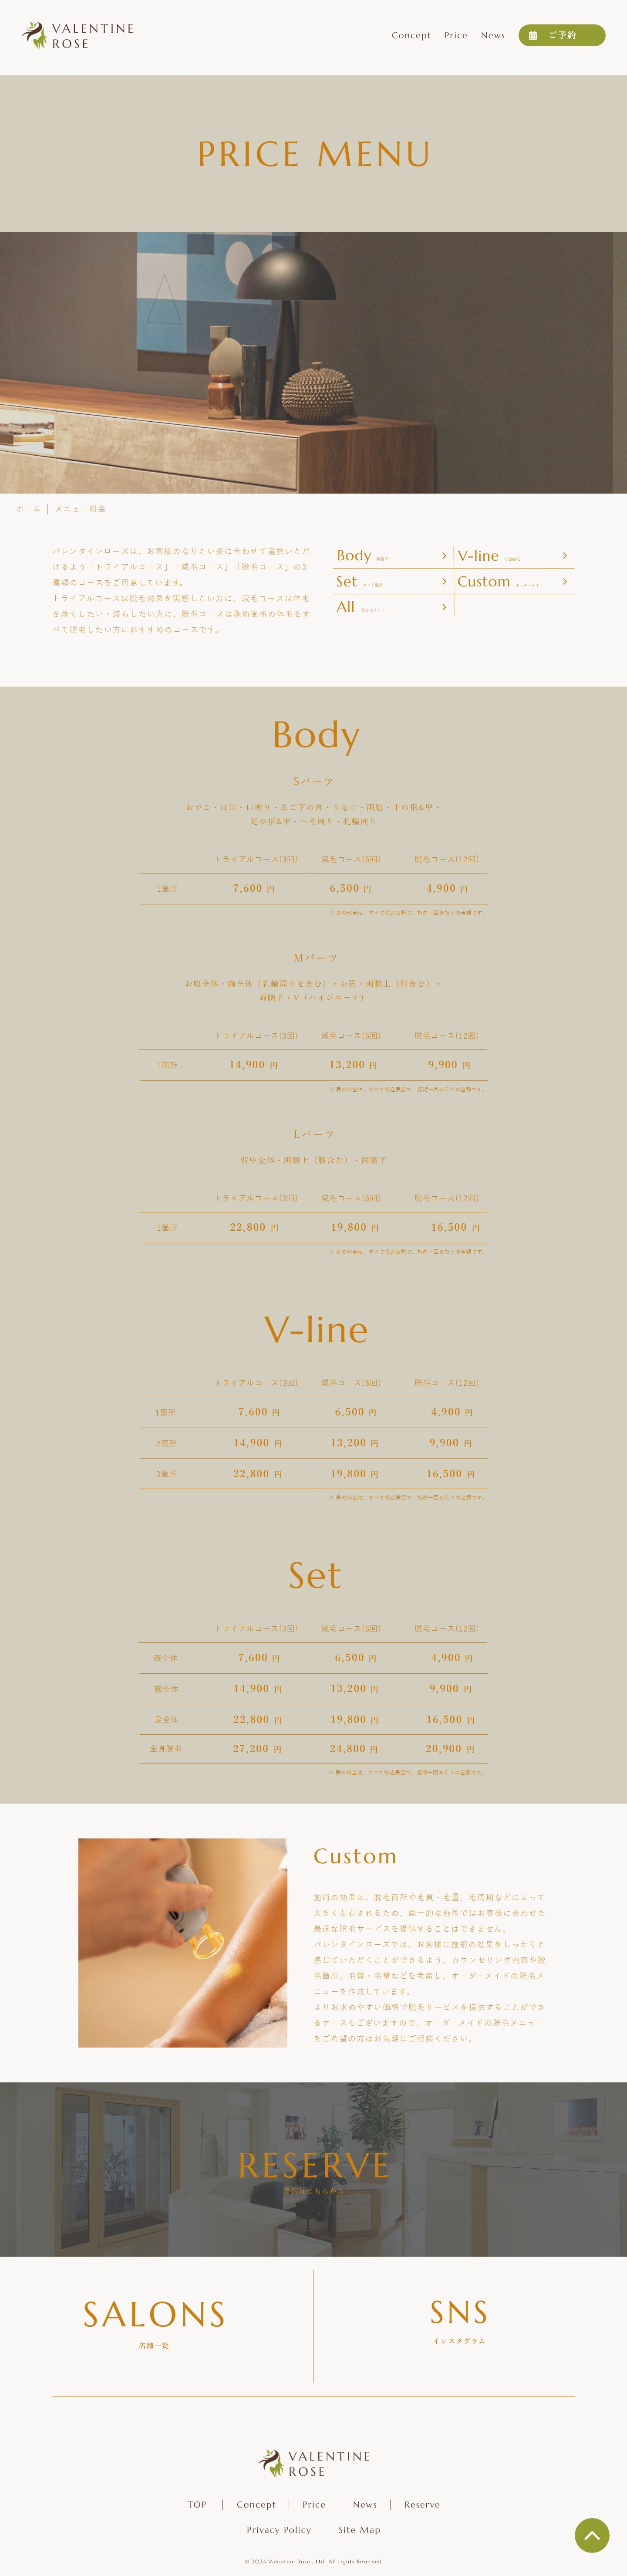 VALENTINE
ROSE
Concept Price News ご予約
PRICE MENU
ホーム メニュー料金
バレンタインローズは、お客様のなりたい姿に合わせて選択いただ
けるよう「トライアルコース」「減毛コース」「脱毛コース」の3
種類のコースをご用意しています。
トライアルコースは脱毛効果を実感したい方に、減毛コースは体毛
を薄くしたい・減らしたい方に、脱毛コースは施術箇所の体毛をす
べて脱毛したい方におすすめのコースです。
Body V-line
Set Custom
All
Body
Sパーツ
おでこ・ほほ・口周り・あご下の首・うなじ・両脇・手の指&甲・
足の指&甲・へそ周り・乳輪周り
トライアルコース(3回) 減毛コース(6回) 脱毛コース(12回)
1箇所 7,600 円 6,500 円 4,900 円
※ 表の料金は、すべて税込表記で、施術一回あたりの金額です。
Mパーツ
お腹全体・胸全体（乳輪周りを含む）・お尻・両腕上（肘含む）・
両腕下・V（ハイジニーナ）
トライアルコース(3回) 減毛コース(6回) 脱毛コース(12回)
1箇所 14,900 円 13,200 円 9,900 円
※ 表の料金は、すべて税込表記で、施術一回あたりの金額です。
Lパーツ
背中全体・両膝上（膝含む）・両膝下
トライアルコース(3回) 減毛コース(6回) 脱毛コース(12回)
1箇所 22,800 円 19,800 円 16,500 円
※ 表の料金は、すべて税込表記で、施術一回あたりの金額です。
V-line
トライアルコース(3回) 減毛コース(6回) 脱毛コース(12回)
1箇所 7,600 円 6,500 円 4,900 円
2箇所 14,900 円 13,200 円 9,900 円
3箇所 22,800 円 19,800 円 16,500 円
※ 表の料金は、すべて税込表記で、施術一回あたりの金額です。
Set
トライアルコース(3回) 減毛コース(6回) 脱毛コース(12回)
顔全体 7,600 円 6,500 円 4,900 円
腕全体 14,900 円 13,200 円 9,900 円
足全体 22,800 円 19,800 円 16,500 円
全身脱毛 27,200 円 24,800 円 20,900 円
※ 表の料金は、すべて税込表記で、施術一回あたりの金額です。
Custom
施術の効果は、脱毛箇所や毛質・毛量、毛周期などによって
大きく左右されるため、画一的な施術ではお客様に合わせた
最適な脱毛サービスを提供することはできません。
バレンタインローズでは、お客様に施術の効果をしっかりと
感じていただくことができるよう、カウンセリング内容や脱
毛箇所、毛質・毛量などを考慮し、オーダーメイドの脱毛メ
ニューを作成しています。
よりお求めやすい価格で脱毛サービスを提供することができ
るケースもございますので、オーダーメイドの脱毛メニュー
をご希望の方はお気軽にご相談ください。
RESERVE
予約はこちらから
SALONS
店舗一覧
SNS
インスタグラム
VALENTINE
ROSE
TOP Concept Price News Reserve
Privacy Policy Site Map
© 2024 Valentine Rose., Ltd. All rights Reserved.